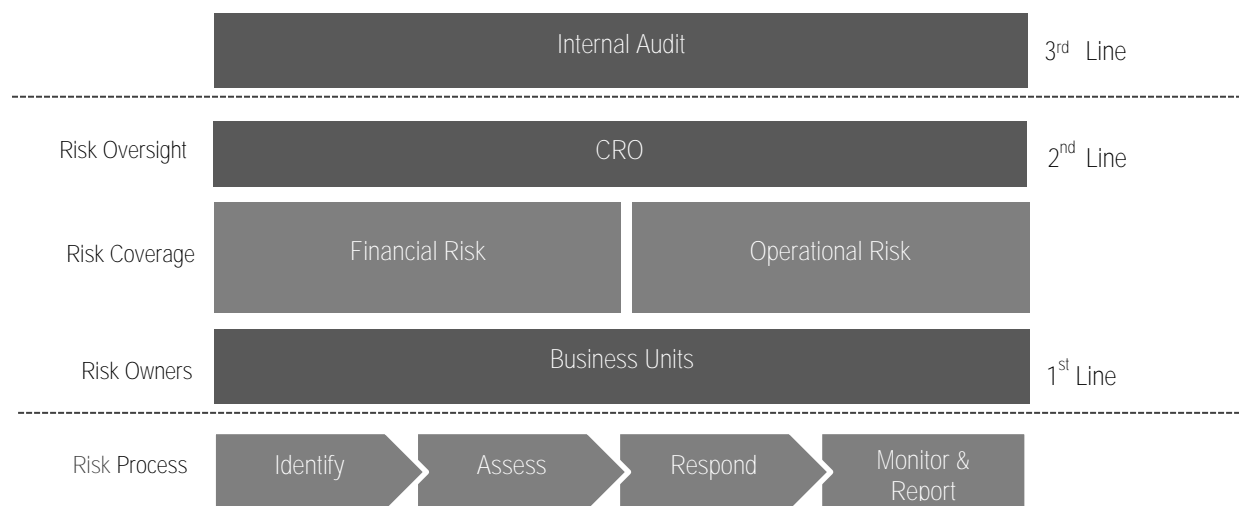 Internal Audit
3rd Line
Risk Oversight
CRO
2nd Line
Risk Coverage
Financial Risk
Operational Risk
Risk Owners
Business Units
1st Line
Risk Process
Identify
Assess
Respond
Monitor &
Report